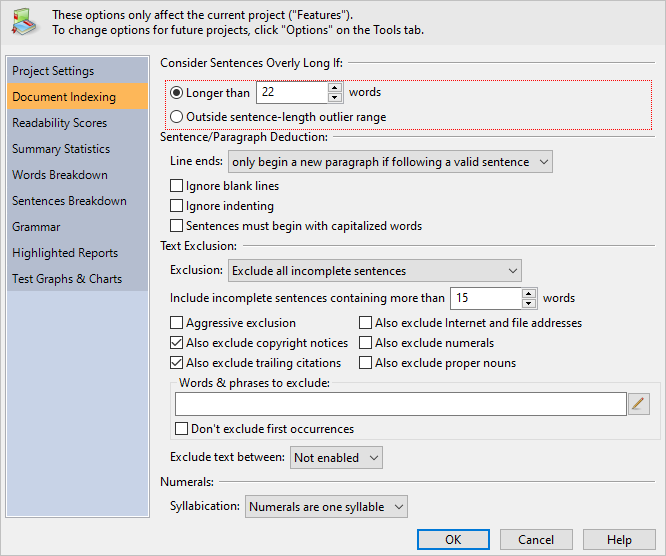 These options only affect the current project ("Features").
To change options for future projects, click "Options" on the Tools tab.
Project Settings
Document Indexing
Readability Scores
Summary Statistics
Words Breakdown
Sentences Breakdown
Grammar
Highlighted Reports
Test Graphs & Charts
Consider Sentences Overly Long If:
Longer than 22 words
Outside sentence-length outlier range
Sentence/Paragraph Deduction:
Line ends: only begin a new paragraph if following a valid sentence
Ignore blank lines
Ignore indenting
Sentences must begin with capitalized words
Text Exclusion:
Exclusion: Exclude all incomplete sentences
Include incomplete sentences containing more than 15 words
Aggressive exclusion Also exclude Internet and file addresses
Also exclude copyright notices Also exclude numerals
Also exclude trailing citations Also exclude proper nouns
Words & phrases to exclude:
Don't exclude first occurrences
Exclude text between: Not enabled
Numerals:
Syllabication: Numerals are one syllable
OK Cancel Help